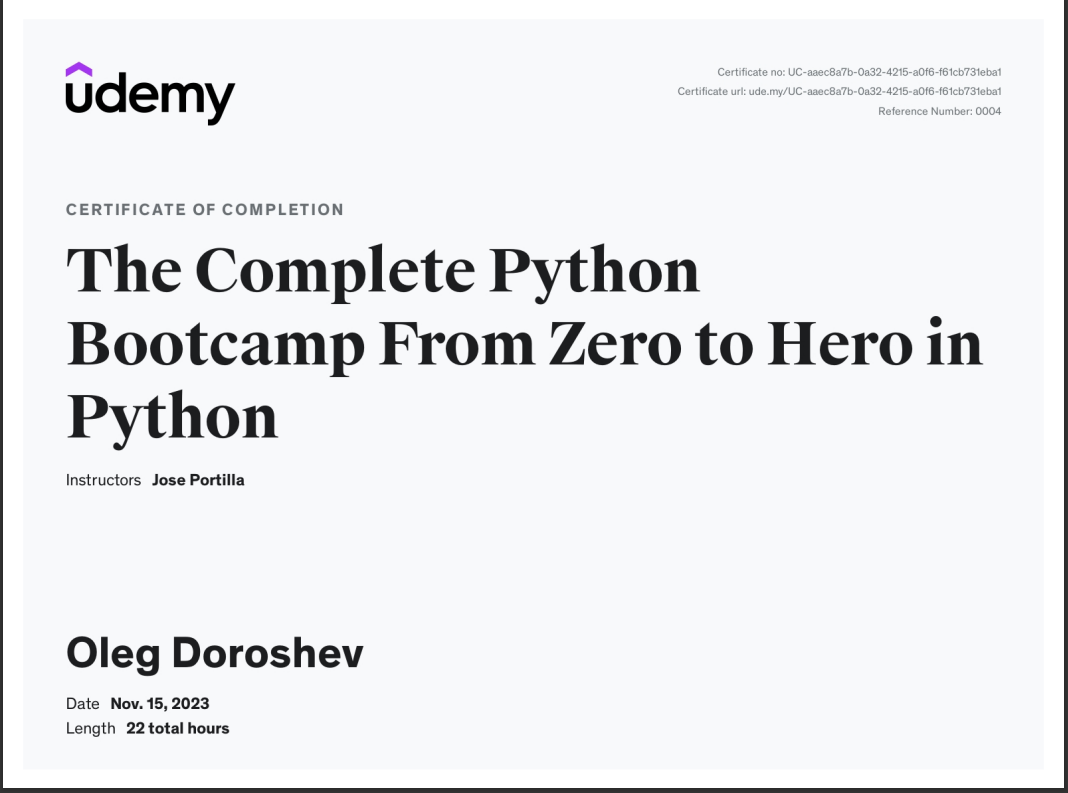 udemy
Certificate no: UC-aaec8a7b-0a32-4215-a0f6-f61cb731eba1
Certificate url: ude.my/UC-aaec8a7b-0a32-4215-a0f6-f61cb731eba1
Reference Number: 0004
CERTIFICATE OF COMPLETION
The Complete Python
Bootcamp From Zero to Hero in
Python
Instructors Jose Portilla
Oleg Doroshev
Date Nov. 15, 2023
Length 22 total hours